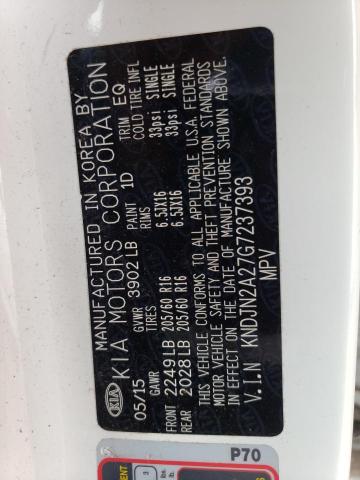 MANUFACTURED IN KOREA BY
KIA KIA MOTORS CORPORATION
05/15 GVWR 3902 LB PAINT 1D TRIM EQ
GAWR TIRES RIMS COLD TIRE INFL
FRONT 2249 LB 205/60 R16 6.5JX16 33psi SINGLE
REAR 2028 LB 205/60 R16 6.5JX16 33psi SINGLE
THIS VEHICLE CONFORMS TO ALL APPLICABLE U.S.A. FEDERAL
MOTOR VEHICLE SAFETY AND THEFT PREVENTION STANDARDS
IN EFFECT ON THE DATE OF MANUFACTURE SHOWN ABOVE.
V.I.N KNDJN2A27G7237393
MPV
P70